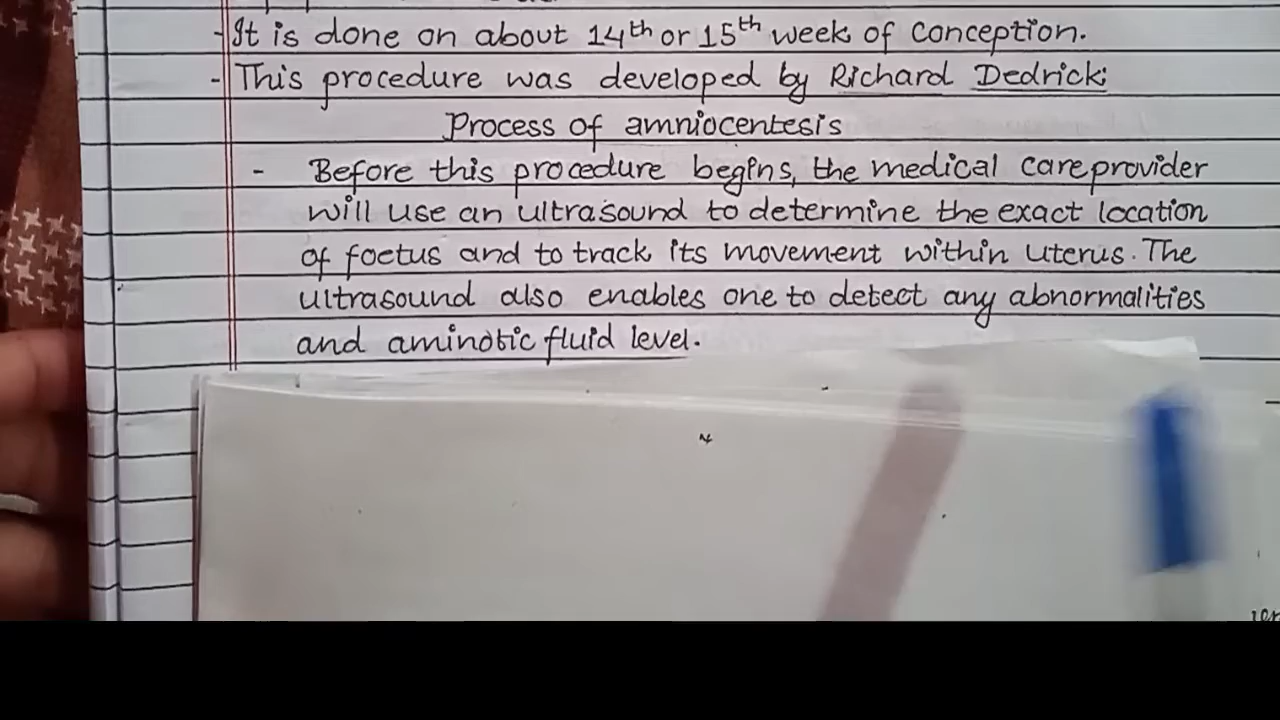 - It is done on about 14th or 15th week of conception.
- This procedure was developed by Richard Dedrick.
Process of amniocentesis
- Before this procedure begins, the medical care provider
will use an ultrasound to determine the exact location
of foetus and to track its movement within uterus. The
ultrasound also enables one to detect any abnormalities
and aminotic fluid level.